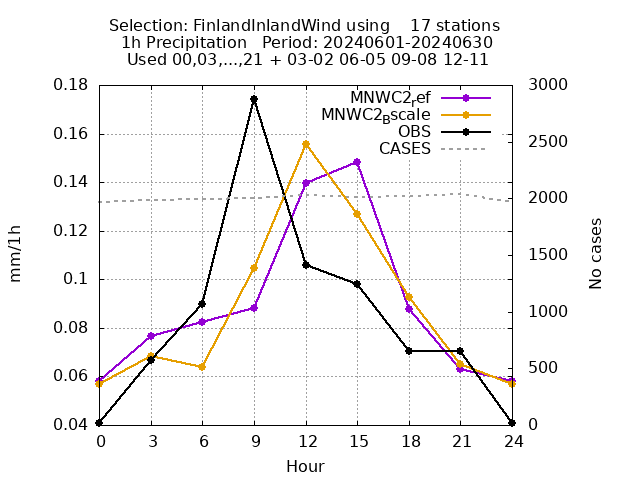 Selection: FinlandInlandWind using    17 stations
1h Precipitation   Period: 20240601-20240630
Used 00,03,...,21 + 03-02 06-05 09-08 12-11
MNWC2ref
MNWC2Bscale
OBS
CASES
0.18
0.16
0.14
0.12
0.1
0.08
0.06
0.04
3000
2500
2000
1500
1000
500
0
mm/1h
No cases
0 3 6 9 12 15 18 21 24
Hour